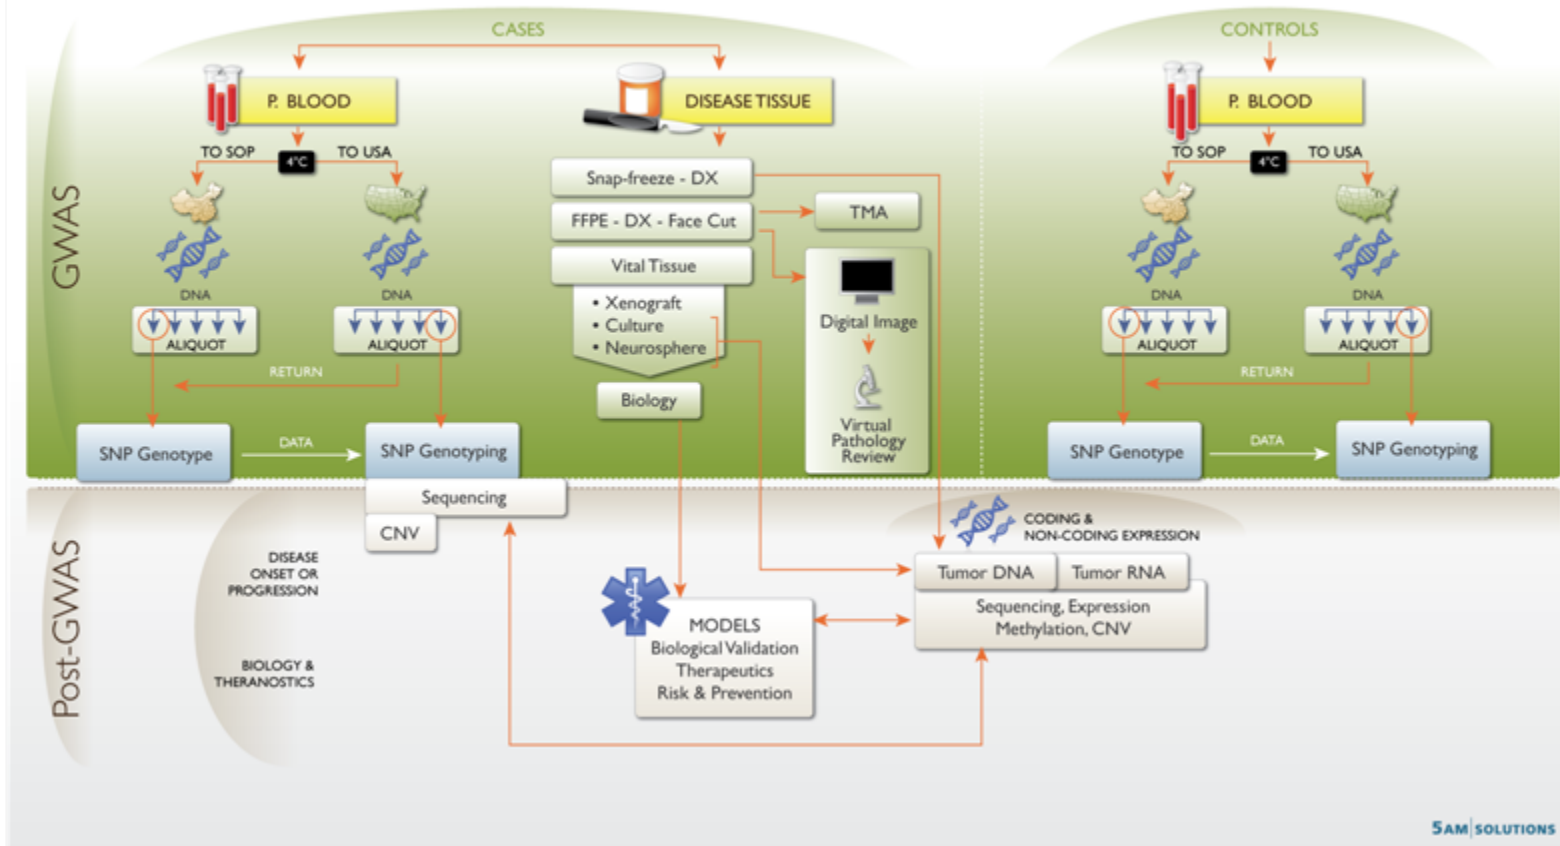 GWAS
CASES
P. BLOOD
TO SOP
4°C
TO USA
DNA
DNA
ALIQUOT
ALIQUOT
RETURN
SNP Genotype
DATA
SNP Genotyping
DISEASE TISSUE
Snap-freeze - DX
FFPE - DX - Face Cut
TMA
Vital Tissue
• Xenograft
• Culture
• Neurosphere
Biology
Digital Image
Virtual
Pathology
Review
CONTROLS
P. BLOOD
TO SOP
4°C
TO USA
DNA
DNA
ALIQUOT
ALIQUOT
RETURN
SNP Genotype
DATA
SNP Genotyping
Post-GWAS
Sequencing
CNV
DISEASE
ONSET OR
PROGRESSION
BIOLOGY &
THERANOSTICS
MODELS
Biological Validation
Therapeutics
Risk & Prevention
CODING &
NON-CODING EXPRESSION
Tumor DNA
Tumor RNA
Sequencing, Expression
Methylation, CNV
5AM|SOLUTIONS